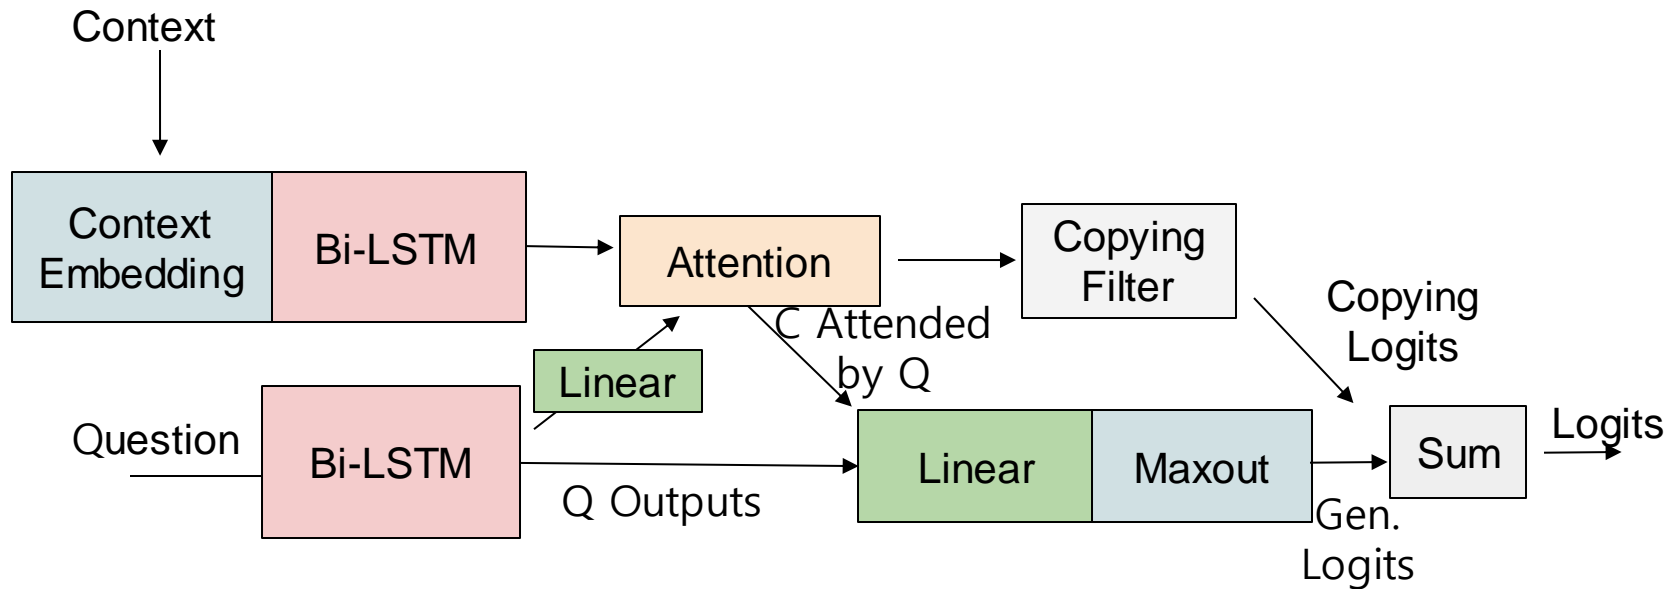 Context
Context
Embedding
Bi-LSTM
Attention
Copying
Filter
Copying
Logits
C Attended
by Q
Linear
Question
Bi-LSTM
Q Outputs
Linear
Maxout
Gen.
Logits
Sum
Logits